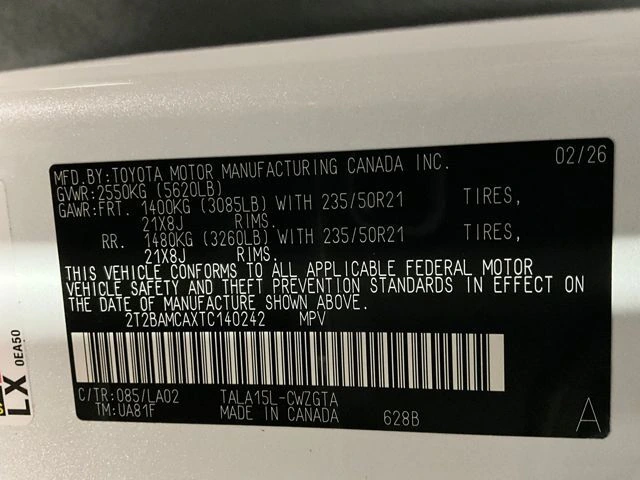 MFD.BY:TOYOTA MOTOR MANUFACTURING CANADA INC. 02/26
GVWR:2550KG (5620LB)
GAWR:FRT. 1400KG (3085LB) WITH 235/50R21 TIRES,
21X8J RIMS.
RR. 1480KG (3260LB) WITH 235/50R21 TIRES,
21X8J RIMS.
THIS VEHICLE CONFORMS TO ALL APPLICABLE FEDERAL MOTOR
VEHICLE SAFETY AND THEFT PREVENTION STANDARDS IN EFFECT ON
THE DATE OF MANUFACTURE SHOWN ABOVE.
2T2BAMCAXTC140242 MPV
C/TR:085/LA02 TALA15L-CWZGTA
TM:UA81F MADE IN CANADA 628B A
LX 0EA50